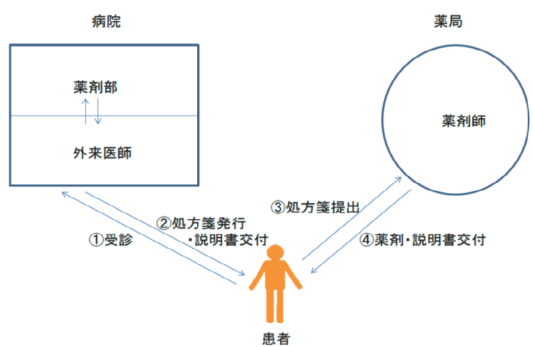 病院
薬局
薬剤部
外来医師
薬剤師
①受診
②処方箋発行
・説明書交付
③処方箋提出
④薬剤・説明書交付
患者